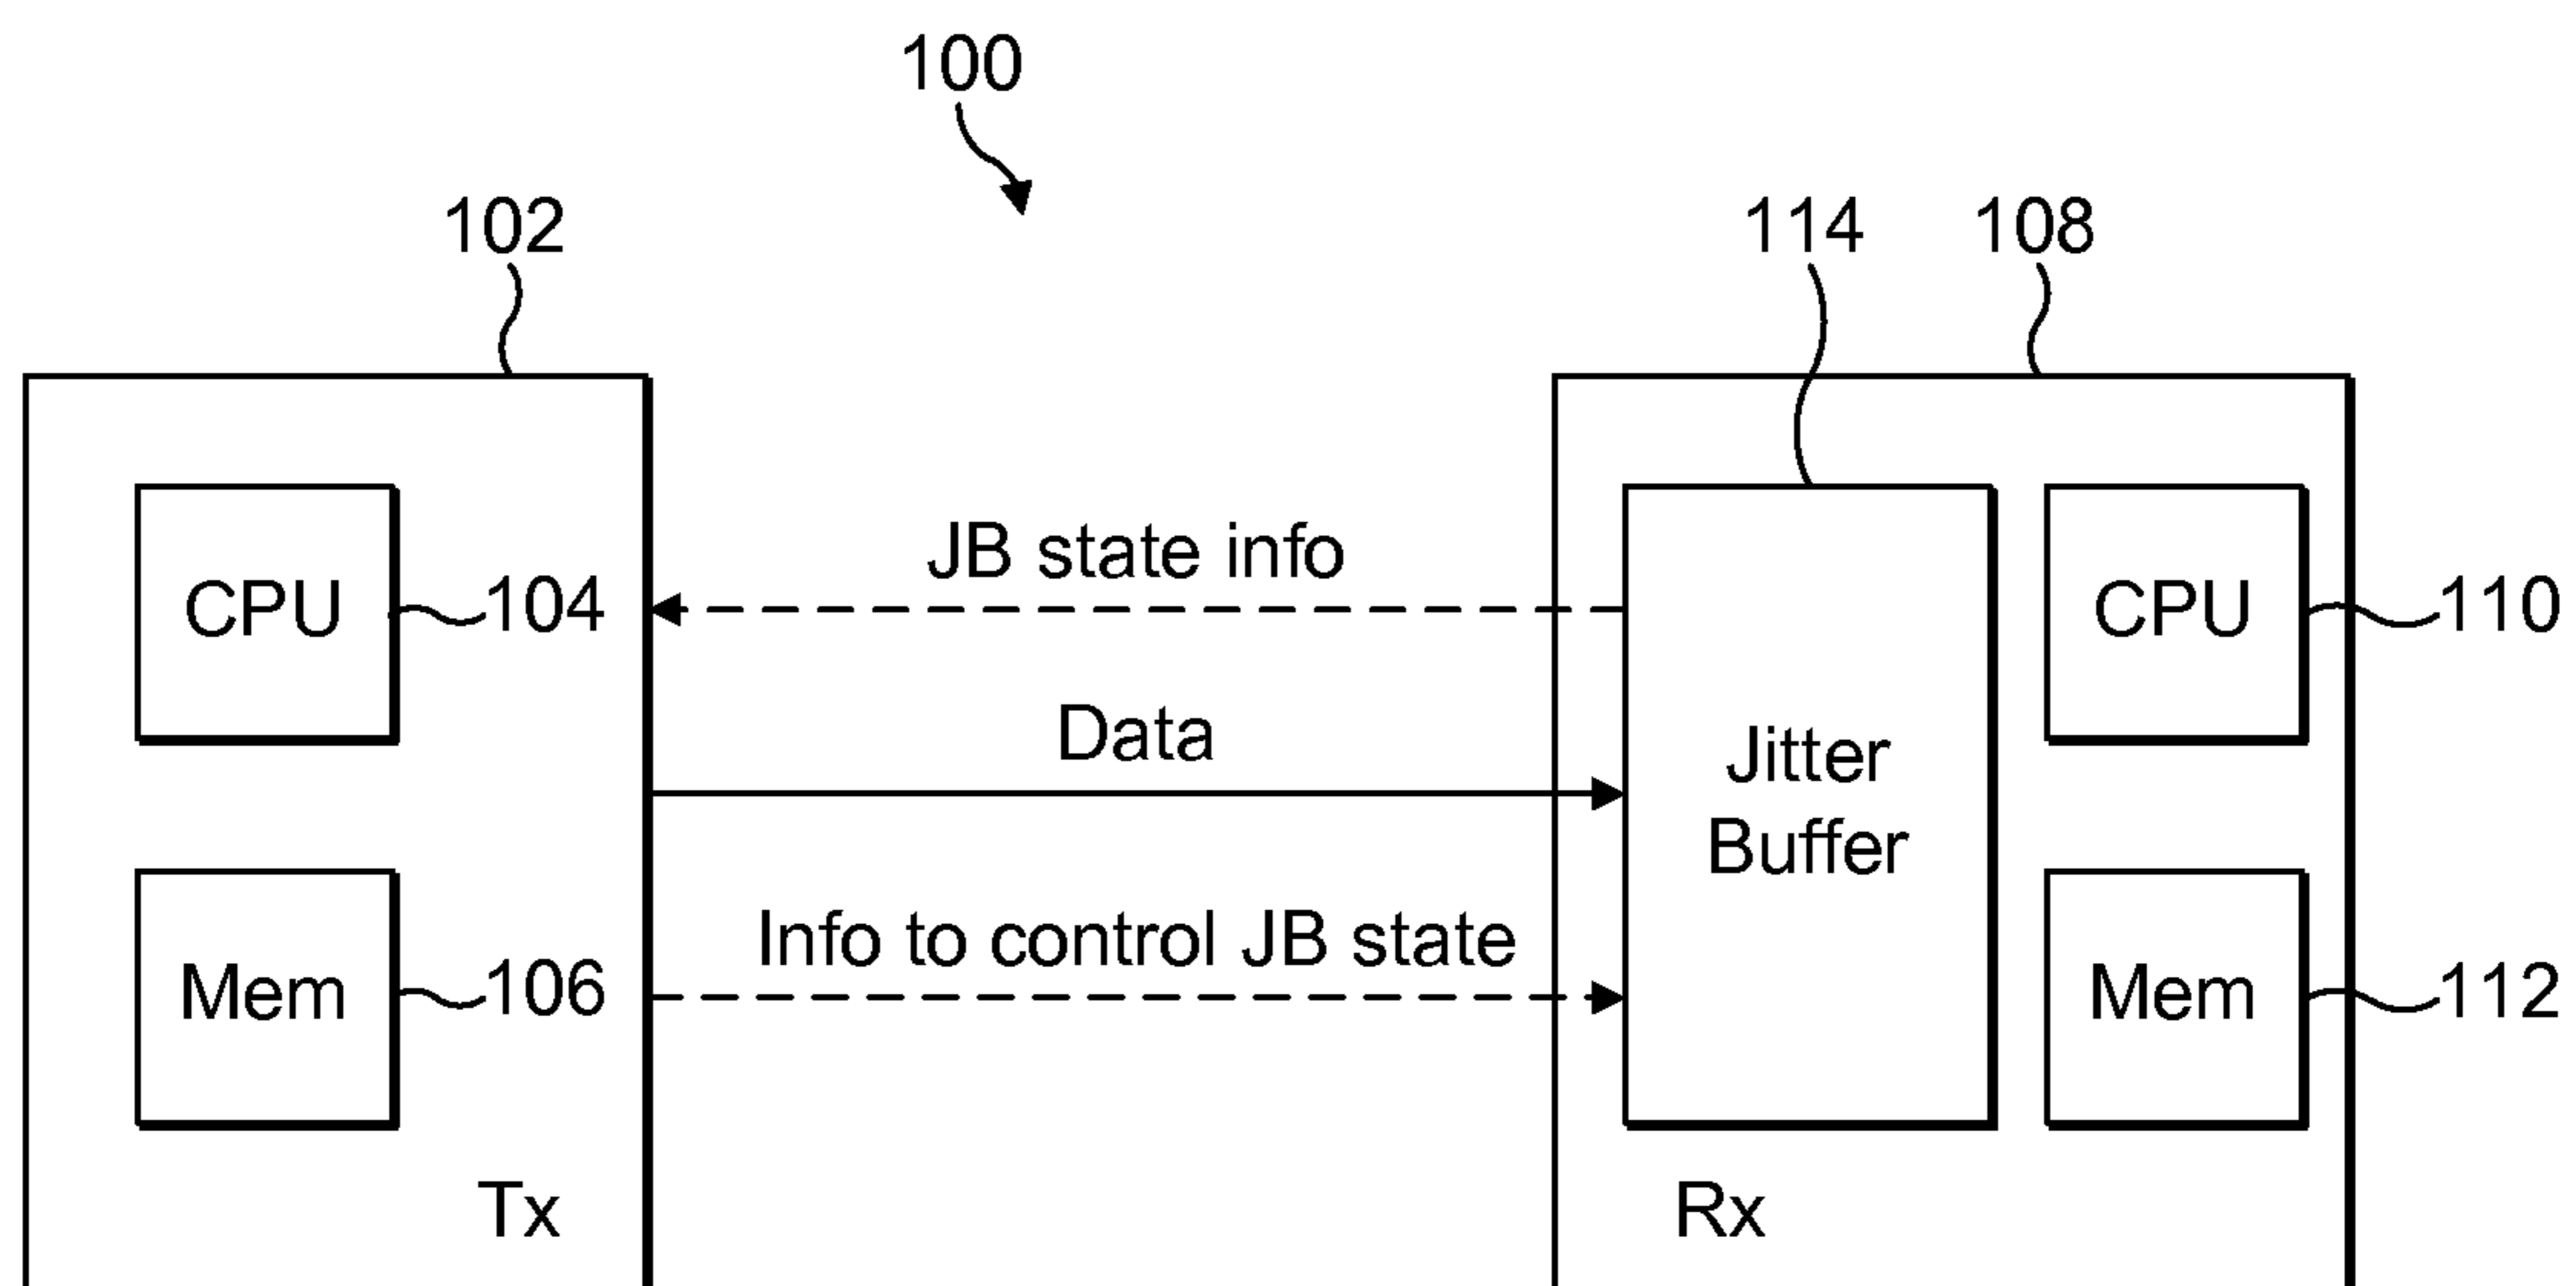 100
102
114
108
JB state info
CPU
104
CPU
110
Data
Jitter
Buffer
Info to control JB state
Mem
106
Mem
112
Tx
Rx